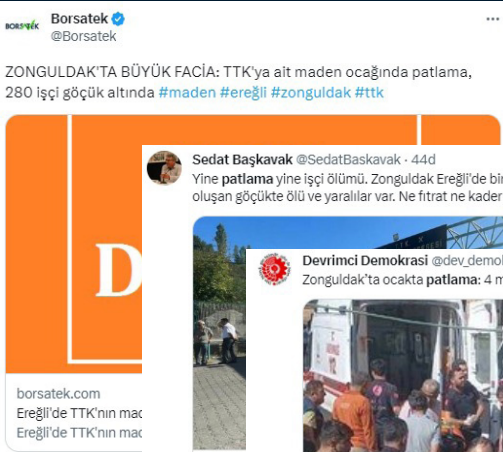 BORSATEK
Borsatek
@Borsatek
ZONGULDAK'TA BÜYÜK FACİA: TTK'ya ait maden ocağında patlama,
280 işçi göçük altında #maden #ereğli #zonguldak #ttk
D
borsatek.com
Ereğli'de TTK'nın mad
Ereğli'de TTK'nın mad
Sedat Başkavak @SedatBaskavak · 44d
Yine patlama yine işçi ölümü. Zonguldak Ereğli'de bir
oluşan göçükte ölü ve yaralılar var. Ne fıtrat ne kader
Devrimci Demokrasi @dev_demo
Zonguldak'ta ocakta patlama: 4 m
112